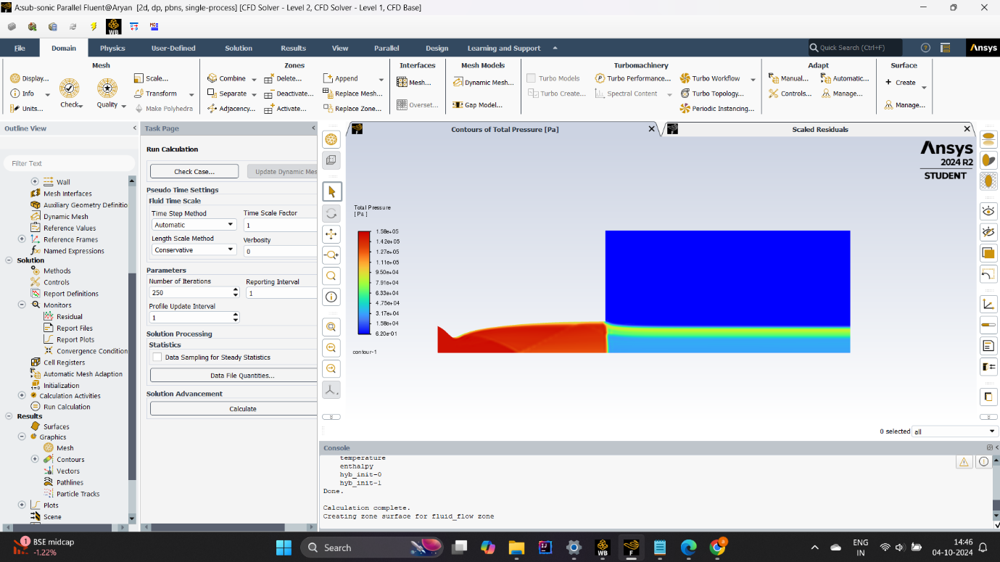 A:sub-sonic Parallel Fluent@Aryan [2d, dp, pbns, single-process] [CFD Solver - Level 2, CFD Solver - Level 1, CFD Base]
WB
File Domain Physics User-Defined Solution Results View Parallel Design Learning and Support Quick Search (Ctrl+F) Ansys
Mesh Zones Interfaces Mesh Models Turbomachinery Adapt Surface
Display... Scale... Combine Delete... Append Mesh... Dynamic Mesh... Turbo Models Turbo Performance... Turbo Workflow Manual... Automatic... Create
Info Transform Separate Deactivate... Replace Mesh... Turbo Create... Spectral Content Turbo Topology... Controls... Manage...
Check Quality
Units... Make Polyhedra Adjacency... Activate... Replace Zone... Overset... Gap Model... Periodic Instancing... Manage...
Outline View
Filter Text
Wall
Mesh Interfaces
Auxiliary Geometry Definitio
Dynamic Mesh
Reference Values
Reference Frames
Named Expressions
Solution
Methods
Controls
Report Definitions
Monitors
Residual
Report Files
Report Plots
Convergence Condition
Cell Registers
Automatic Mesh Adaption
Initialization
Calculation Activities
Run Calculation
Results
Surfaces
Graphics
Mesh
Contours
Vectors
Pathlines
Particle Tracks
Plots
Scene
Task Page
Run Calculation
Check Case... Update Dynamic Mes
Pseudo Time Settings
Fluid Time Scale
Time Step Method Time Scale Factor
Automatic 1
Length Scale Method Verbosity
Conservative 0
Parameters
Number of Iterations Reporting Interval
250 1
Profile Update Interval
1
Solution Processing
Statistics
Data Sampling for Steady Statistics
Data File Quantities...
Solution Advancement
Calculate
Contours of Total Pressure [Pa] Scaled Residuals
Ansys
2024 R2
STUDENT
Total Pressure
[ Pa ]
1.58e+05
1.42e+05
1.27e+05
1.11e+05
9.50e+04
7.91e+04
6.33e+04
4.75e+04
3.17e+04
1.58e+04
6.20e-01
contour-1
0 selected all
Console
temperature
enthalpy
hyb_init-0
hyb_init-1
Done.
Calculation complete.
Creating zone surface for fluid_flow zone
1 BSE midcap
-1.22%
Search
WB
F
ENG
IN
14:46
04-10-2024